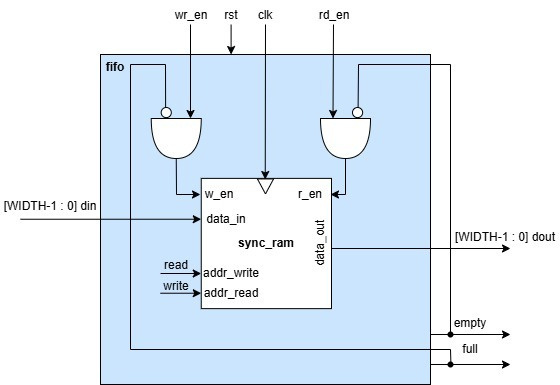 wr_en
rst
clk
rd_en
fifo
w_en
r_en
[WIDTH-1 : 0] din
data_in
sync_ram
data_out
[WIDTH-1 : 0] dout
read
addr_write
write
addr_read
empty
full